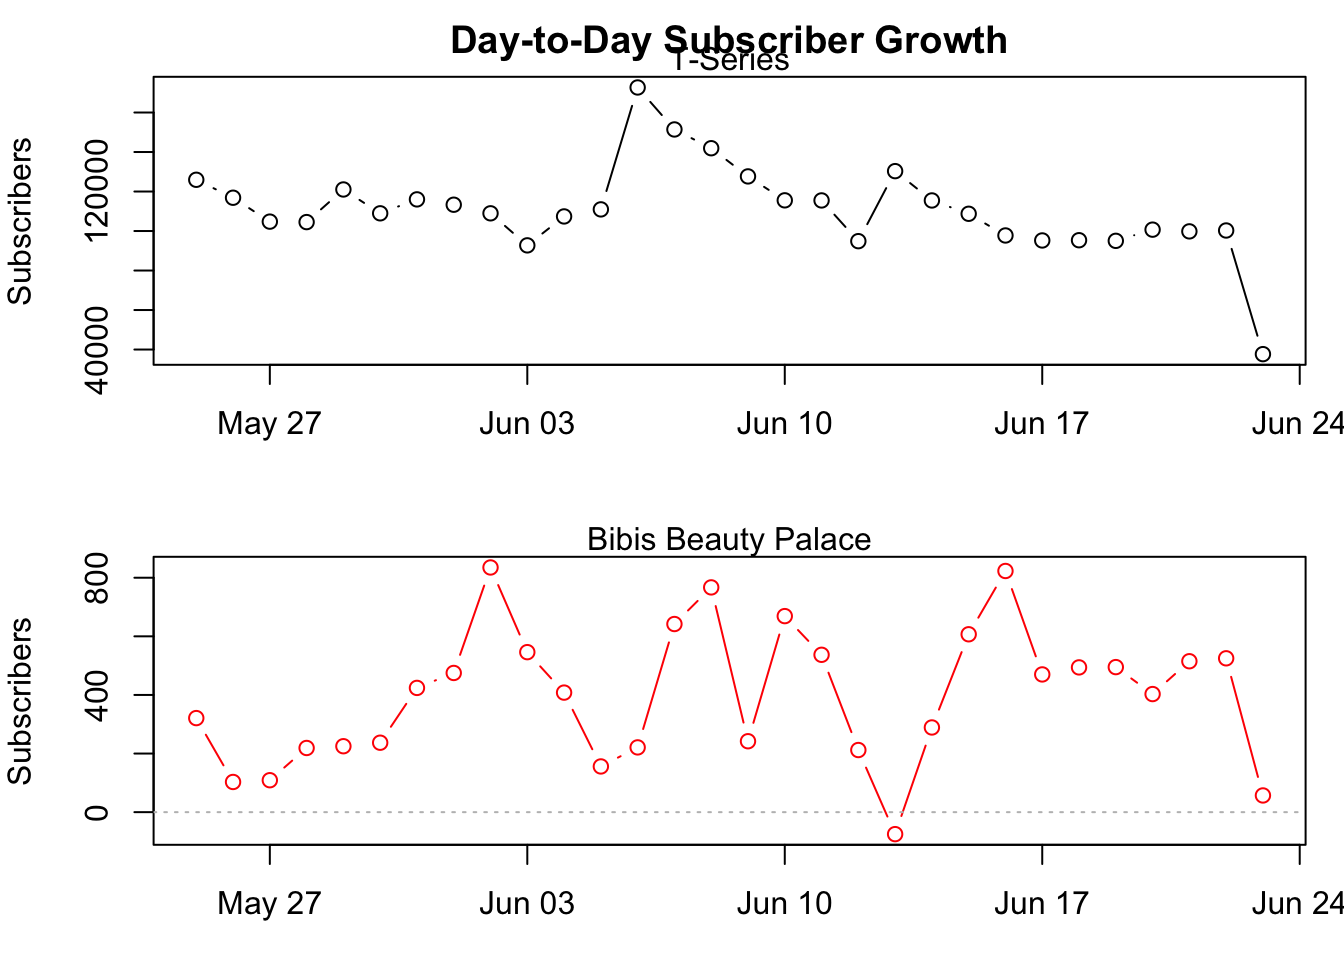 Day-to-Day Subscriber Growth
T-Series
Subscribers
120000
40000
May 27 Jun 03 Jun 10 Jun 17 Jun 24
Bibis Beauty Palace
Subscribers
800
400
0
May 27 Jun 03 Jun 10 Jun 17 Jun 24